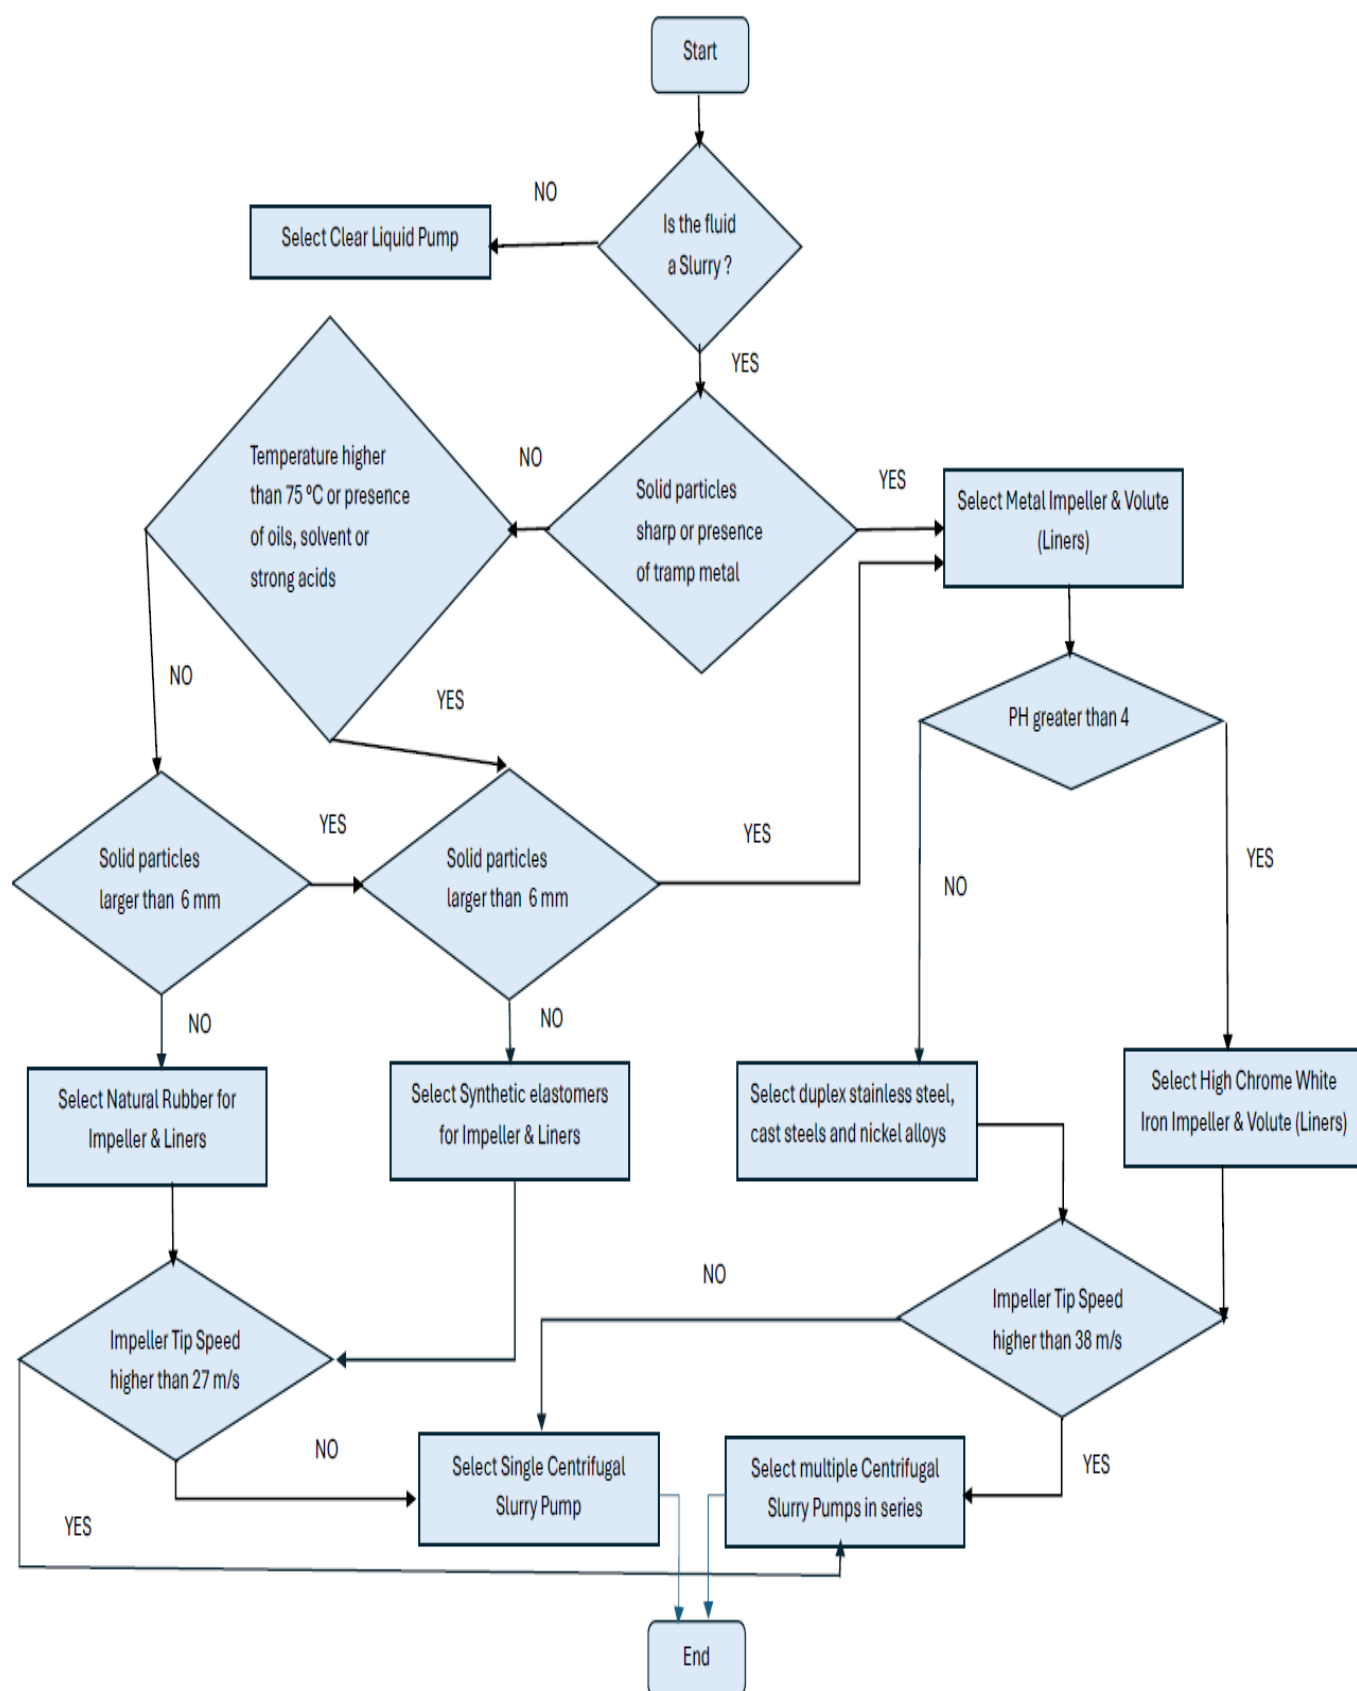 Start
NO
Is the fluid
a Slurry ?
Select Clear Liquid Pump
YES
Temperature higher
than 75 ºC or presence
of oils, solvent or
strong acids
NO
Solid particles
sharp or presence
of tramp metal
YES
Select Metal Impeller & Volute
(Liners)
NO
YES
PH greater than 4
Solid particles
larger than 6 mm
YES
Solid particles
larger than 6 mm
YES
NO
YES
NO
NO
Select Natural Rubber for
Impeller & Liners
Select Synthetic elastomers
for Impeller & Liners
Select duplex stainless steel,
cast steels and nickel alloys
Select High Chrome White
Iron Impeller & Volute (Liners)
NO
Impeller Tip Speed
higher than 27 m/s
Impeller Tip Speed
higher than 38 m/s
NO
Select Single Centrifugal
Slurry Pump
Select multiple Centrifugal
Slurry Pumps in series
YES
YES
End